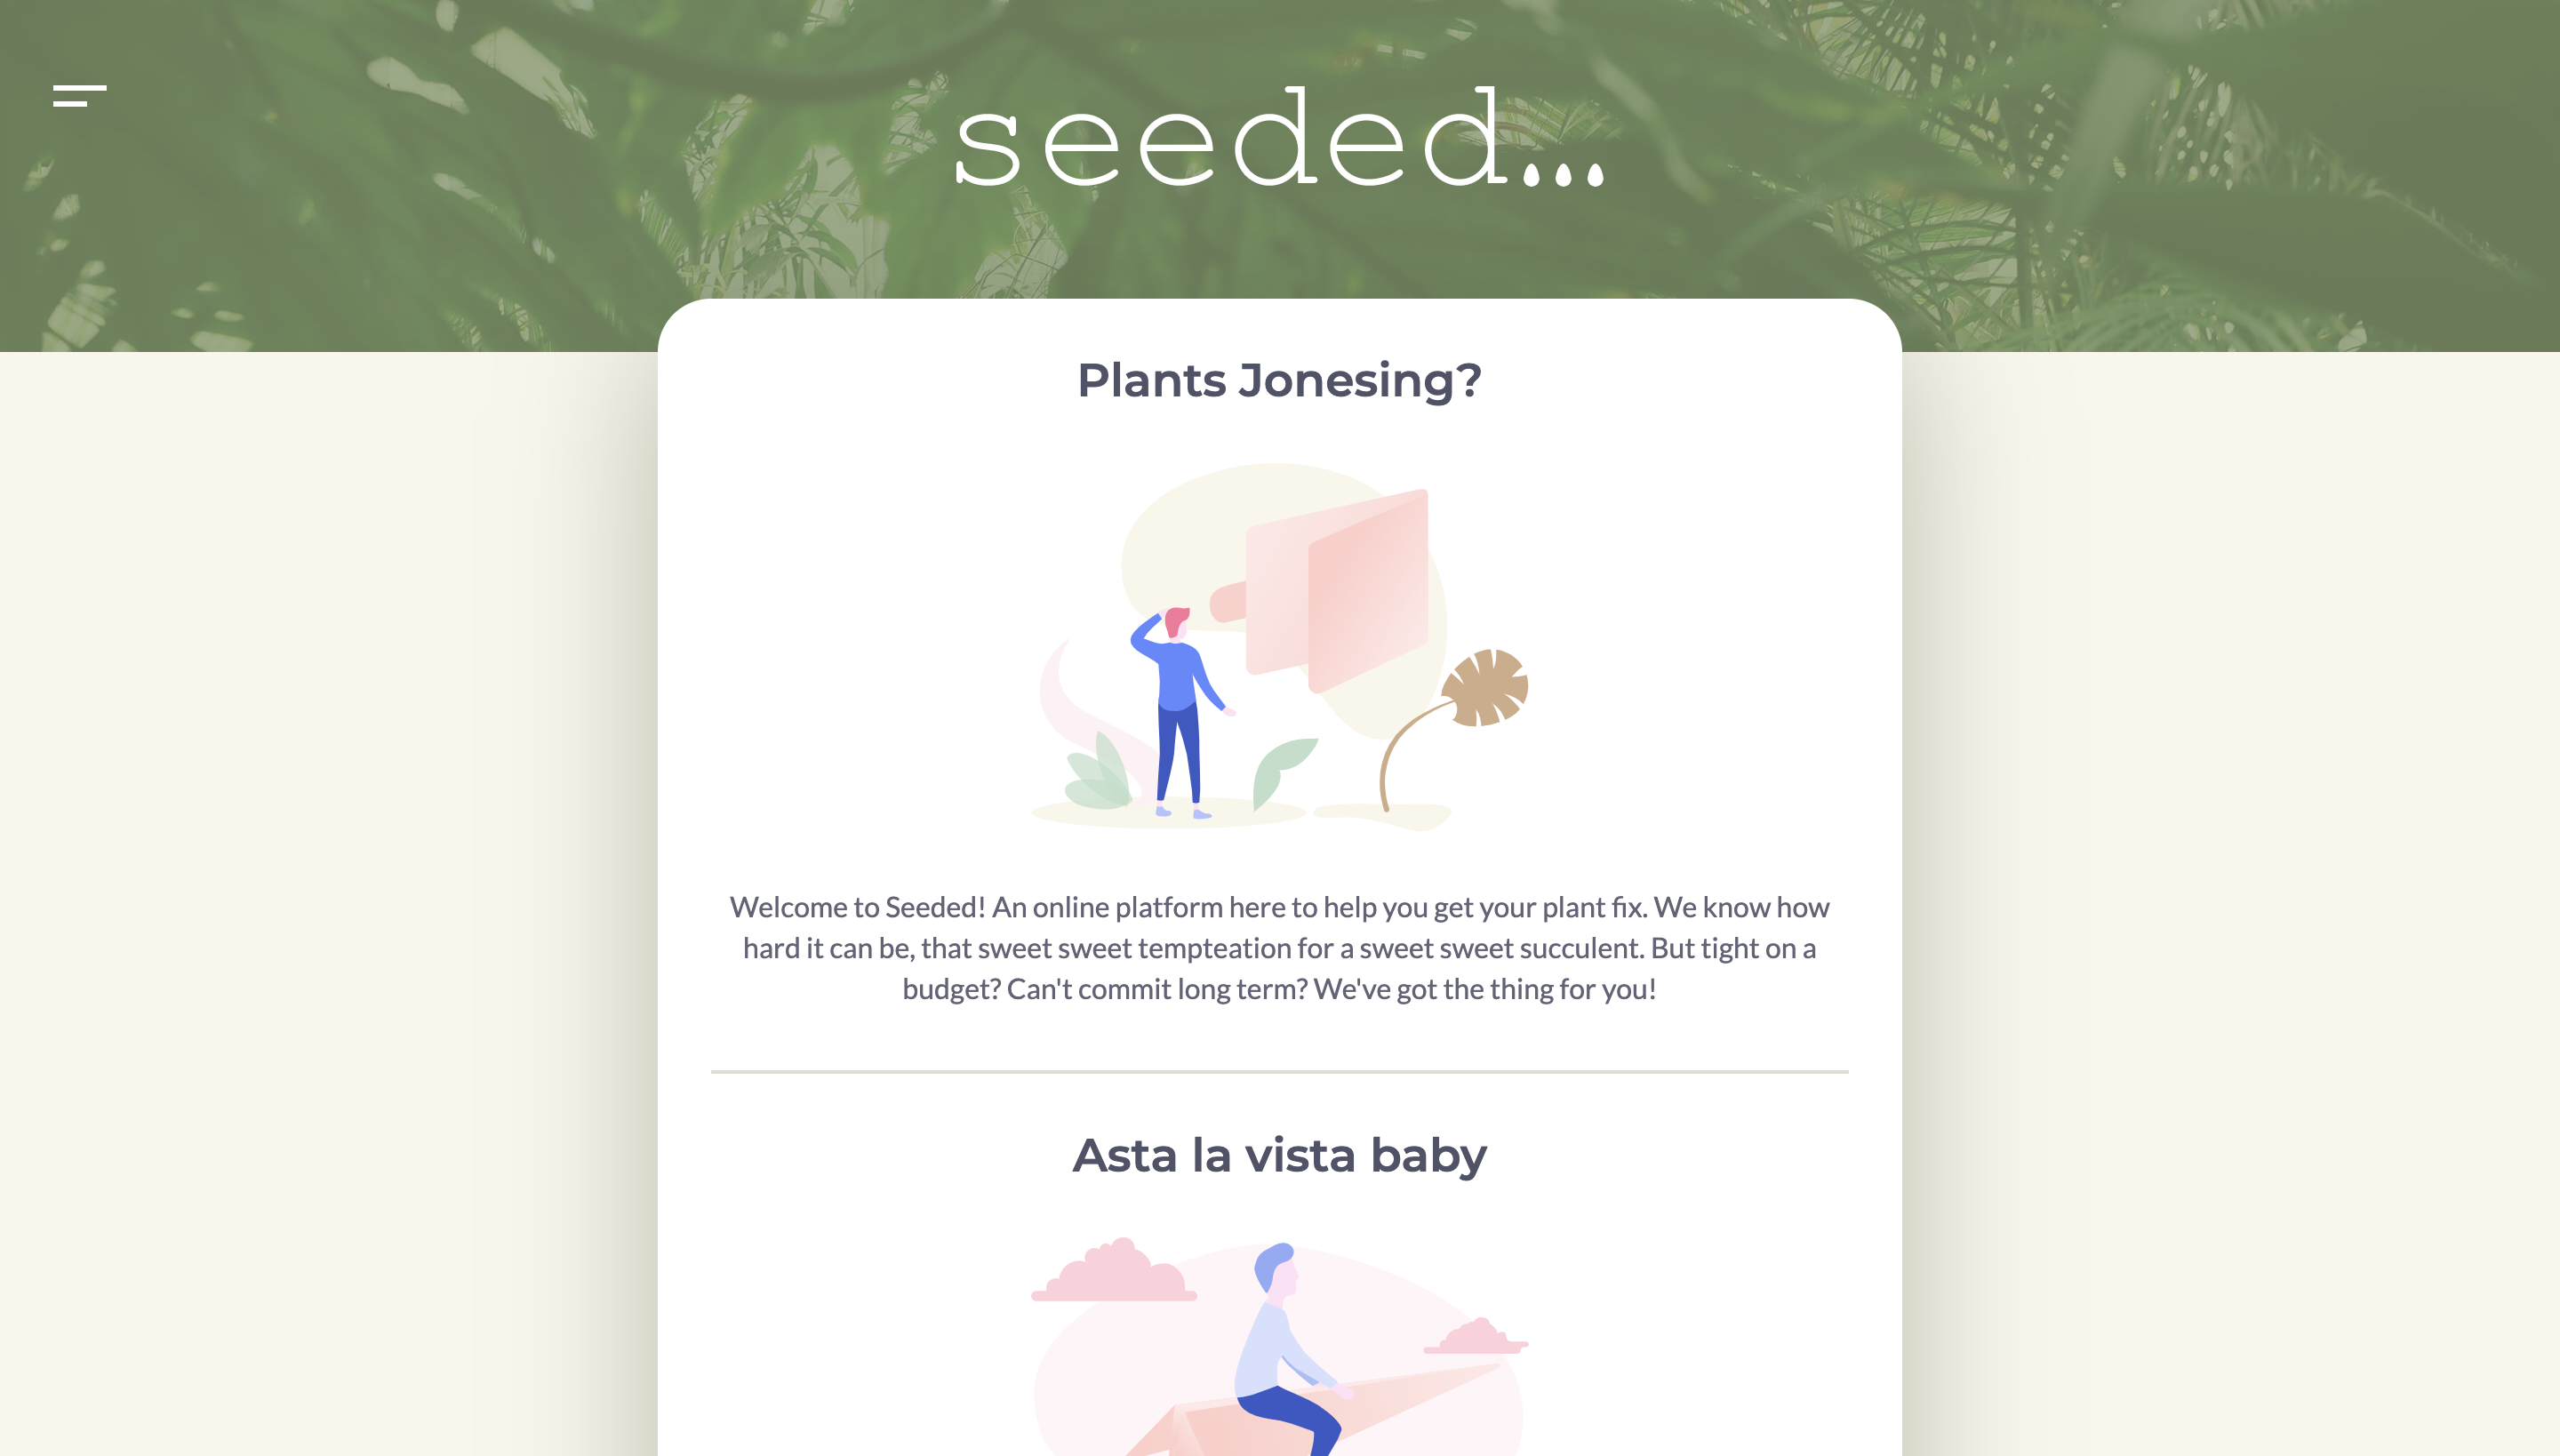 seeded...
Plants Jonesing?
Welcome to Seeded! An online platform here to help you get your plant fix. We know how
hard it can be, that sweet sweet tempteation for a sweet sweet succulent. But tight on a
budget? Can't commit long term? We've got the thing for you!
Asta la vista baby